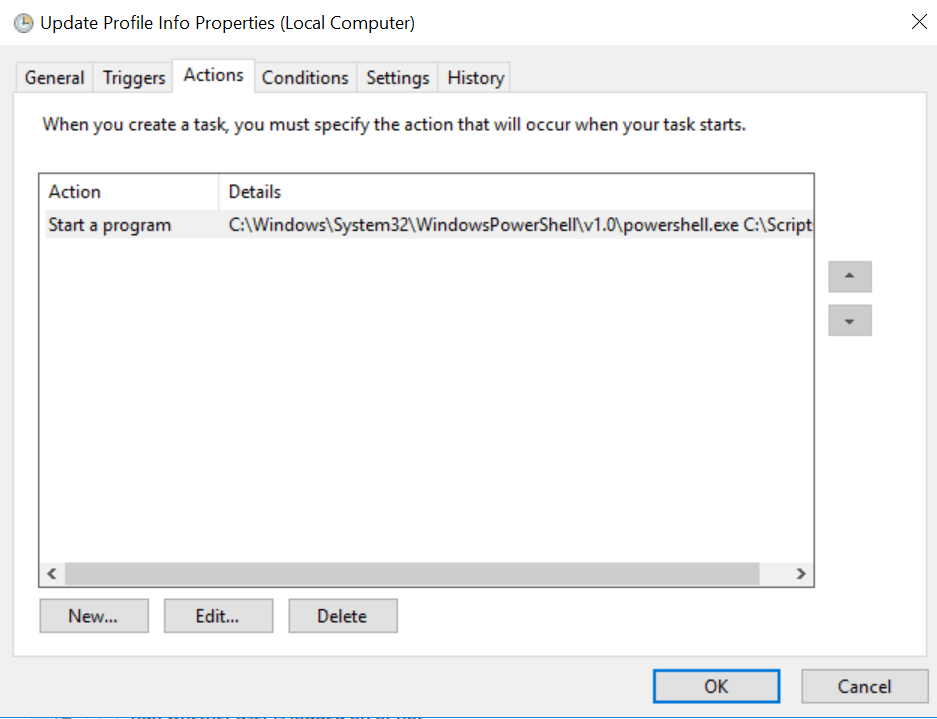 Update Profile Info Properties (Local Computer)
General Triggers Actions Conditions Settings History
When you create a task, you must specify the action that will occur when your task starts.
Action Details
Start a program C:\Windows\System32\WindowsPowerShell\v1.0\powershell.exe C:\Script
New... Edit... Delete
OK Cancel